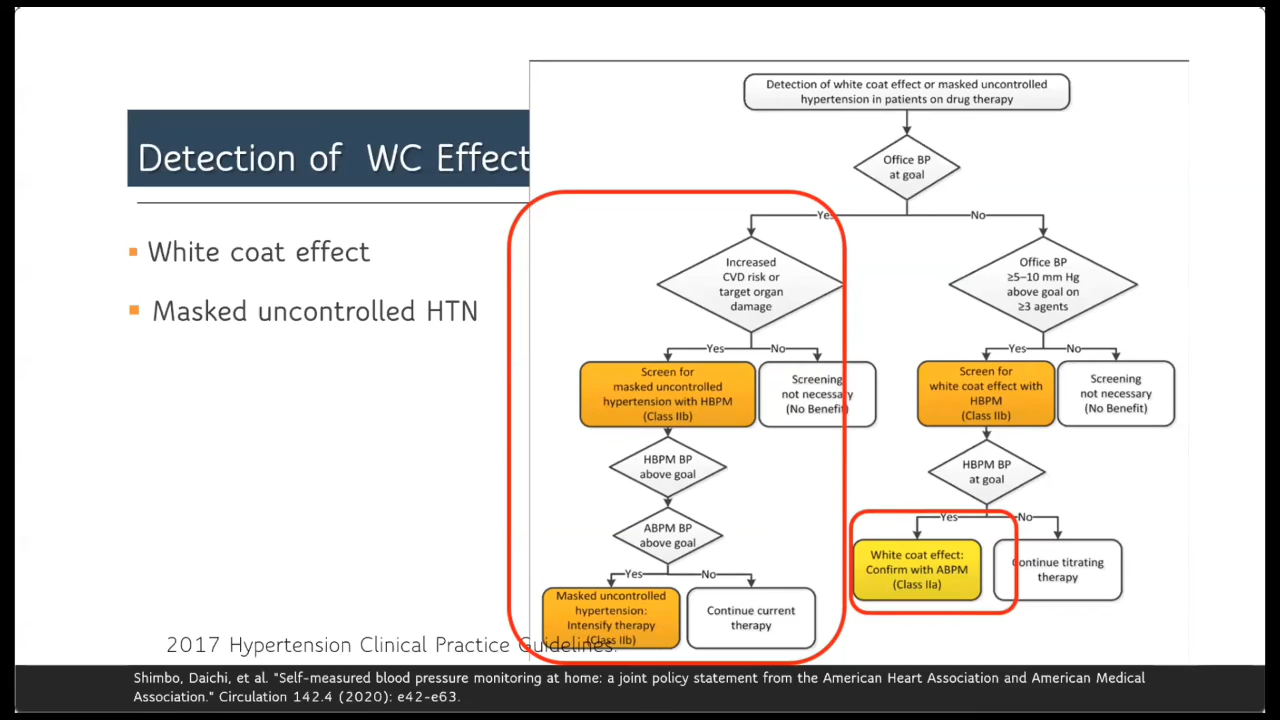 Detection of WC Effect
White coat effect
Masked uncontrolled HTN
Detection of white coat effect or masked uncontrolled
hypertension in patients on drug therapy
Office BP
at goal
Yes
No
Increased
CVD risk or
target organ
damage
Office BP
≥5–10 mm Hg
above goal on
≥3 agents
Yes
No
Yes
No
Screen for
masked uncontrolled
hypertension with HBPM
(Class IIb)
Screening
not necessary
(No Benefit)
Screen for
white coat effect with
HBPM
(Class IIb)
Screening
not necessary
(No Benefit)
HBPM BP
above goal
HBPM BP
at goal
ABPM BP
above goal
Yes
No
Yes
No
White coat effect:
Confirm with ABPM
(Class IIa)
Continue titrating
therapy
Masked uncontrolled
hypertension:
Intensify therapy
(Class IIb)
Continue current
therapy
2017 Hypertension Clinical Practice Guidelines.
Shimbo, Daichi, et al. "Self-measured blood pressure monitoring at home: a joint policy statement from the American Heart Association and American Medical
Association." Circulation 142.4 (2020): e42-e63.